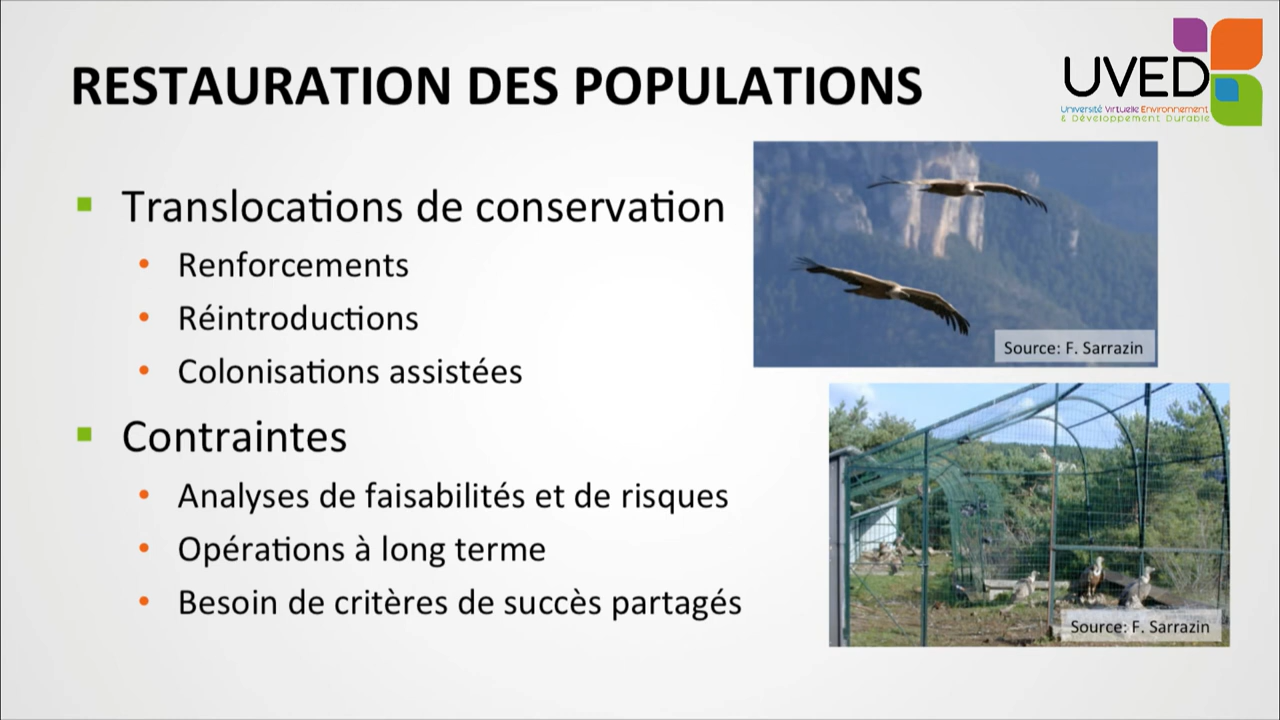 RESTAURATION DES POPULATIONS
UVED
Université Virtuelle Environnement
& Développement Durable
Translocations de conservation
Renforcements
Réintroductions
Colonisations assistées
Contraintes
Analyses de faisabilités et de risques
Opérations à long terme
Besoin de critères de succès partagés
Source: F. Sarrazin
Source: F. Sarrazin